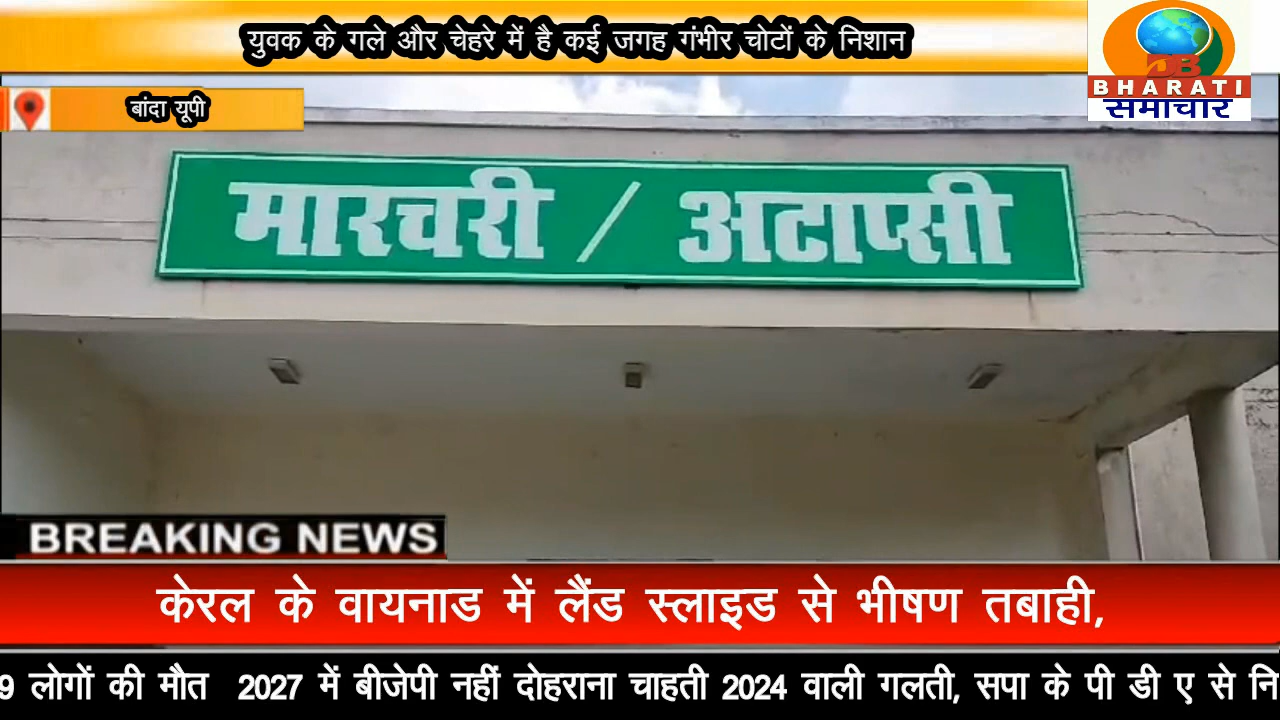 युवक के गले और चेहरे में है कई जगह गंभीर चोटों के निशान
BHARATI
समाचार
बांदा यूपी
मारचरी / अटाप्सी
BREAKING NEWS
केरल के वायनाड में लैंड स्लाइड से भीषण तबाही,
9 लोगों की मौत 2027 में बीजेपी नहीं दोहराना चाहती 2024 वाली गलती, सपा के पी डी ए से नि